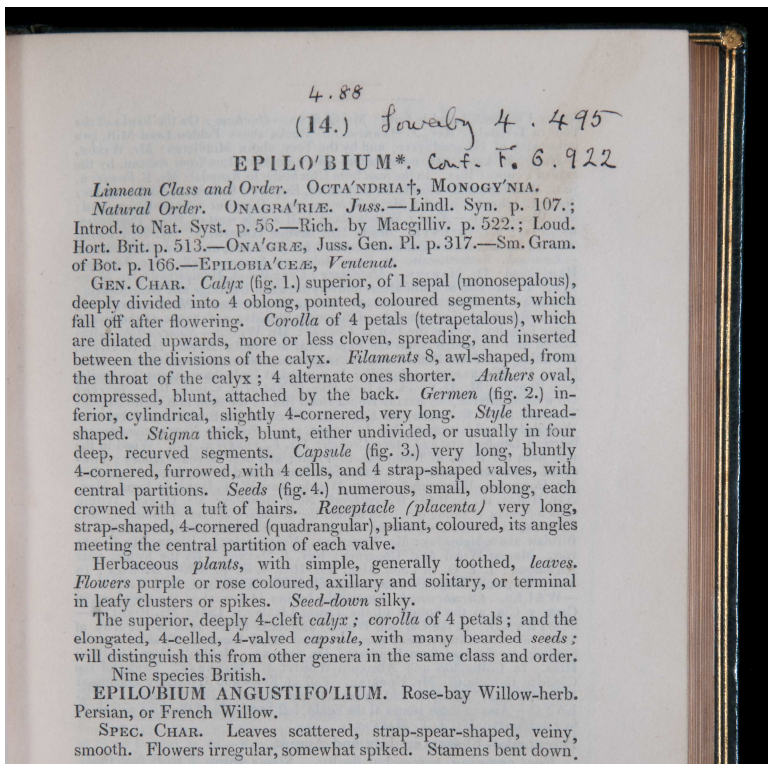 4.88
(14.) Sowerby 4.495
EPILO'BIUM*. Conf. F. 6.922
Linnean Class and Order. OCTA'NDRIA†, MONOGY'NIA.
Natural Order. ONAGRA'RIÆ. Juss.—Lindl. Syn. p. 107.;
Introd. to Nat. Syst. p. 56.—Rich. by Macgilliv. p. 522.; Loud.
Hort. Brit. p. 513.—ONA'GRÆ, Juss. Gen. Pl. p. 317.—Sm. Gram.
of Bot. p. 166.—EPILOBIA'CEÆ, Ventenat.
GEN. CHAR. Calyx (fig. 1.) superior, of 1 sepal (monosepalous),
deeply divided into 4 oblong, pointed, coloured segments, which
fall off after flowering. Corolla of 4 petals (tetrapetalous), which
are dilated upwards, more or less cloven, spreading, and inserted
between the divisions of the calyx. Filaments 8, awl-shaped, from
the throat of the calyx; 4 alternate ones shorter. Anthers oval,
compressed, blunt, attached by the back. Germen (fig. 2.) in-
ferior, cylindrical, slightly 4-cornered, very long. Style thread-
shaped. Stigma thick, blunt, either undivided, or usually in four
deep, recurved segments. Capsule (fig. 3.) very long, bluntly
4-cornered, furrowed, with 4 cells, and 4 strap-shaped valves, with
central partitions. Seeds (fig. 4.) numerous, small, oblong, each
crowned with a tuft of hairs. Receptacle (placenta) very long,
strap-shaped, 4-cornered (quadrangular), pliant, coloured, its angles
meeting the central partition of each valve.
Herbaceous plants, with simple, generally toothed, leaves.
Flowers purple or rose coloured, axillary and solitary, or terminal
in leafy clusters or spikes. Seed-down silky.
The superior, deeply 4-cleft calyx; corolla of 4 petals; and the
elongated, 4-celled, 4-valved capsule, with many bearded seeds;
will distinguish this from other genera in the same class and order.
Nine species British.
EPILO'BIUM ANGUSTIFO'LIUM. Rose-bay Willow-herb.
Persian, or French Willow.
SPEC. CHAR. Leaves scattered, strap-spear-shaped, veiny,
smooth. Flowers irregular, somewhat spiked. Stamens bent down.